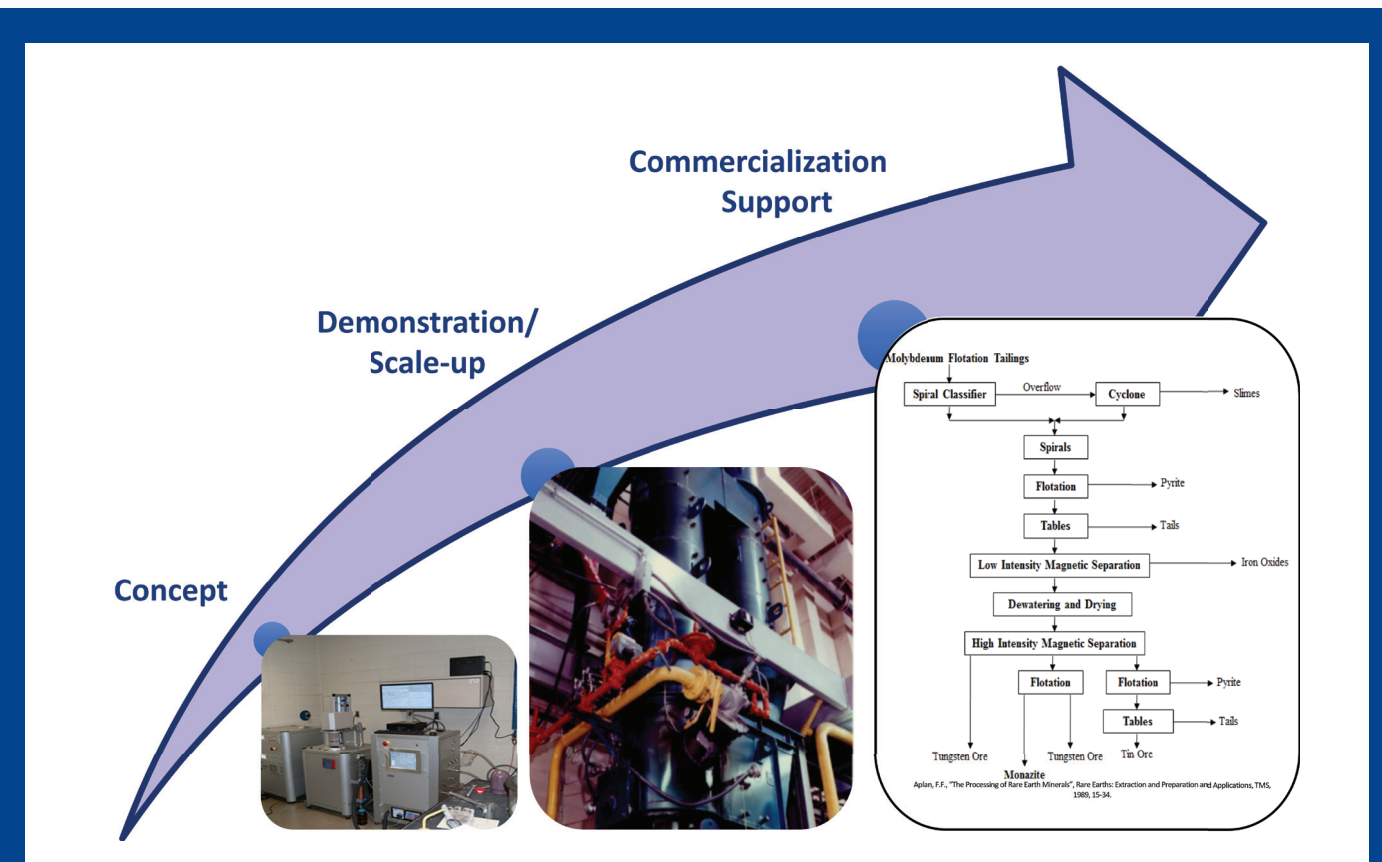 Commercialization
Support
Demonstration/
Scale-up
Concept
Molybdenum Flotation Tailings
Spiral Classifier
Overflow
Cyclone
Slimes
Spirals
Flotation
Pyrite
Tables
Tails
Low Intensity Magnetic Separation
Iron Oxides
Dewatering and Drying
High Intensity Magnetic Separation
Flotation
Flotation
Pyrite
Tables
Tails
Tungsten Ore
Tungsten Ore
Tin Ore
Monazite
Aplan, F.F., "The Processing of Rare Earth Minerals", Rare Earths: Extraction and Preparation and Applications, TMS,
1989, 15-34.